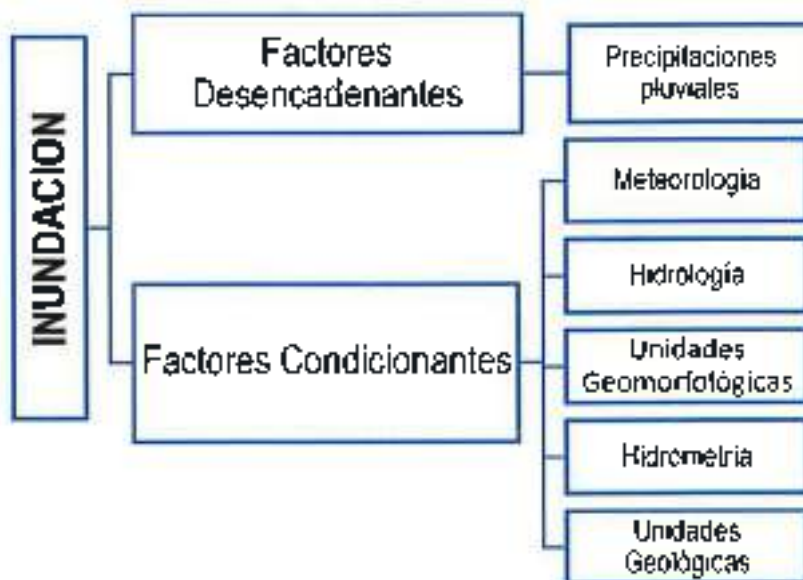 INUNDACION
Factores
Desencadenantes
Precipitaciones
pluviales
Factores Condicionantes
Meteorologia
Hidrología
Unidades
Geomorfológicas
Hidrometria
Unidades
Geológicas